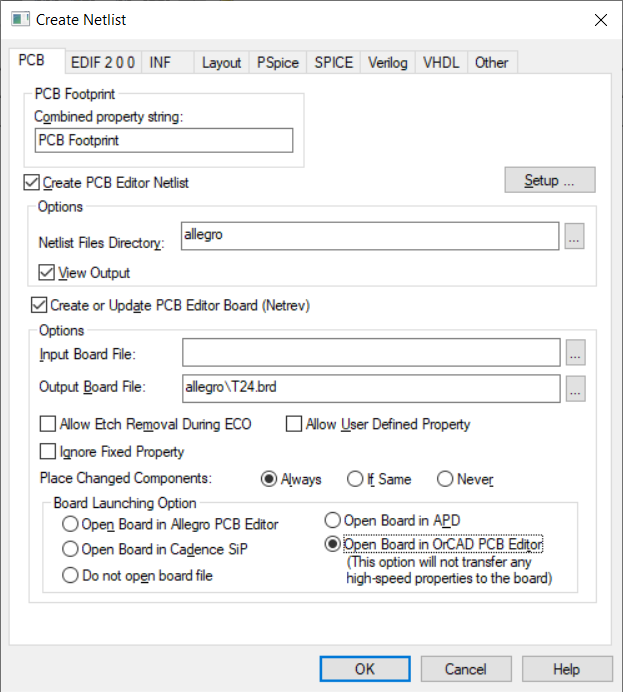 Create Netlist
PCB EDIF 2 0 0 INF Layout PSpice SPICE Verilog VHDL Other
PCB Footprint
Combined property string:
PCB Footprint
Create PCB Editor Netlist
Setup ...
Options
Netlist Files Directory: allegro ...
View Output
Create or Update PCB Editor Board (Netrev)
Options
Input Board File: ...
Output Board File: allegro\T24.brd ...
Allow Etch Removal During ECO Allow User Defined Property
Ignore Fixed Property
Place Changed Components: Always If Same Never
Board Launching Option
Open Board in Allegro PCB Editor
Open Board in Cadence SiP
Do not open board file
Open Board in APD
Open Board in OrCAD PCB Editor
(This option will not transfer any
high-speed properties to the board)
OK Cancel Help